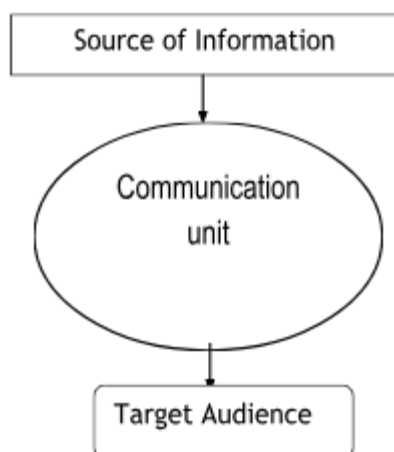 Source of Information
Communication
unit
Target Audience